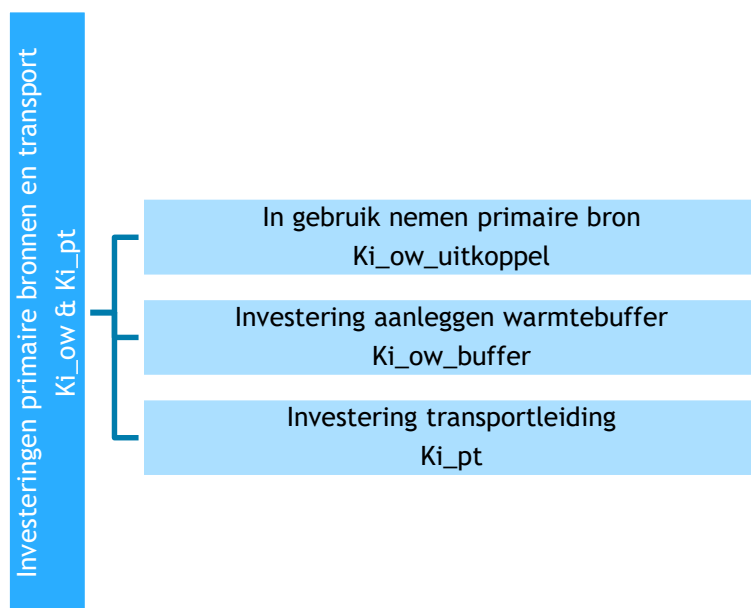 Investeringen primaire bronnen en transport
Ki_ow & Ki_pt
In gebruik nemen primaire bron
Ki_ow_uitkoppel
Investering aanleggen warmtebuffer
Ki_ow_buffer
Investering transportleiding
Ki_pt